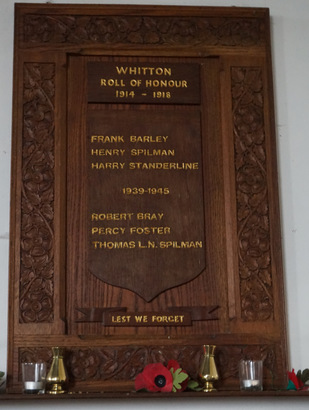 WHITTON
ROLL OF HONOUR
1914 - 1918
FRANK BARLEY
HENRY SPILMAN
HARRY STANDERLINE
1939-1945
ROBERT BRAY
PERCY FOSTER
THOMAS L.N. SPILMAN
LEST WE FORGET